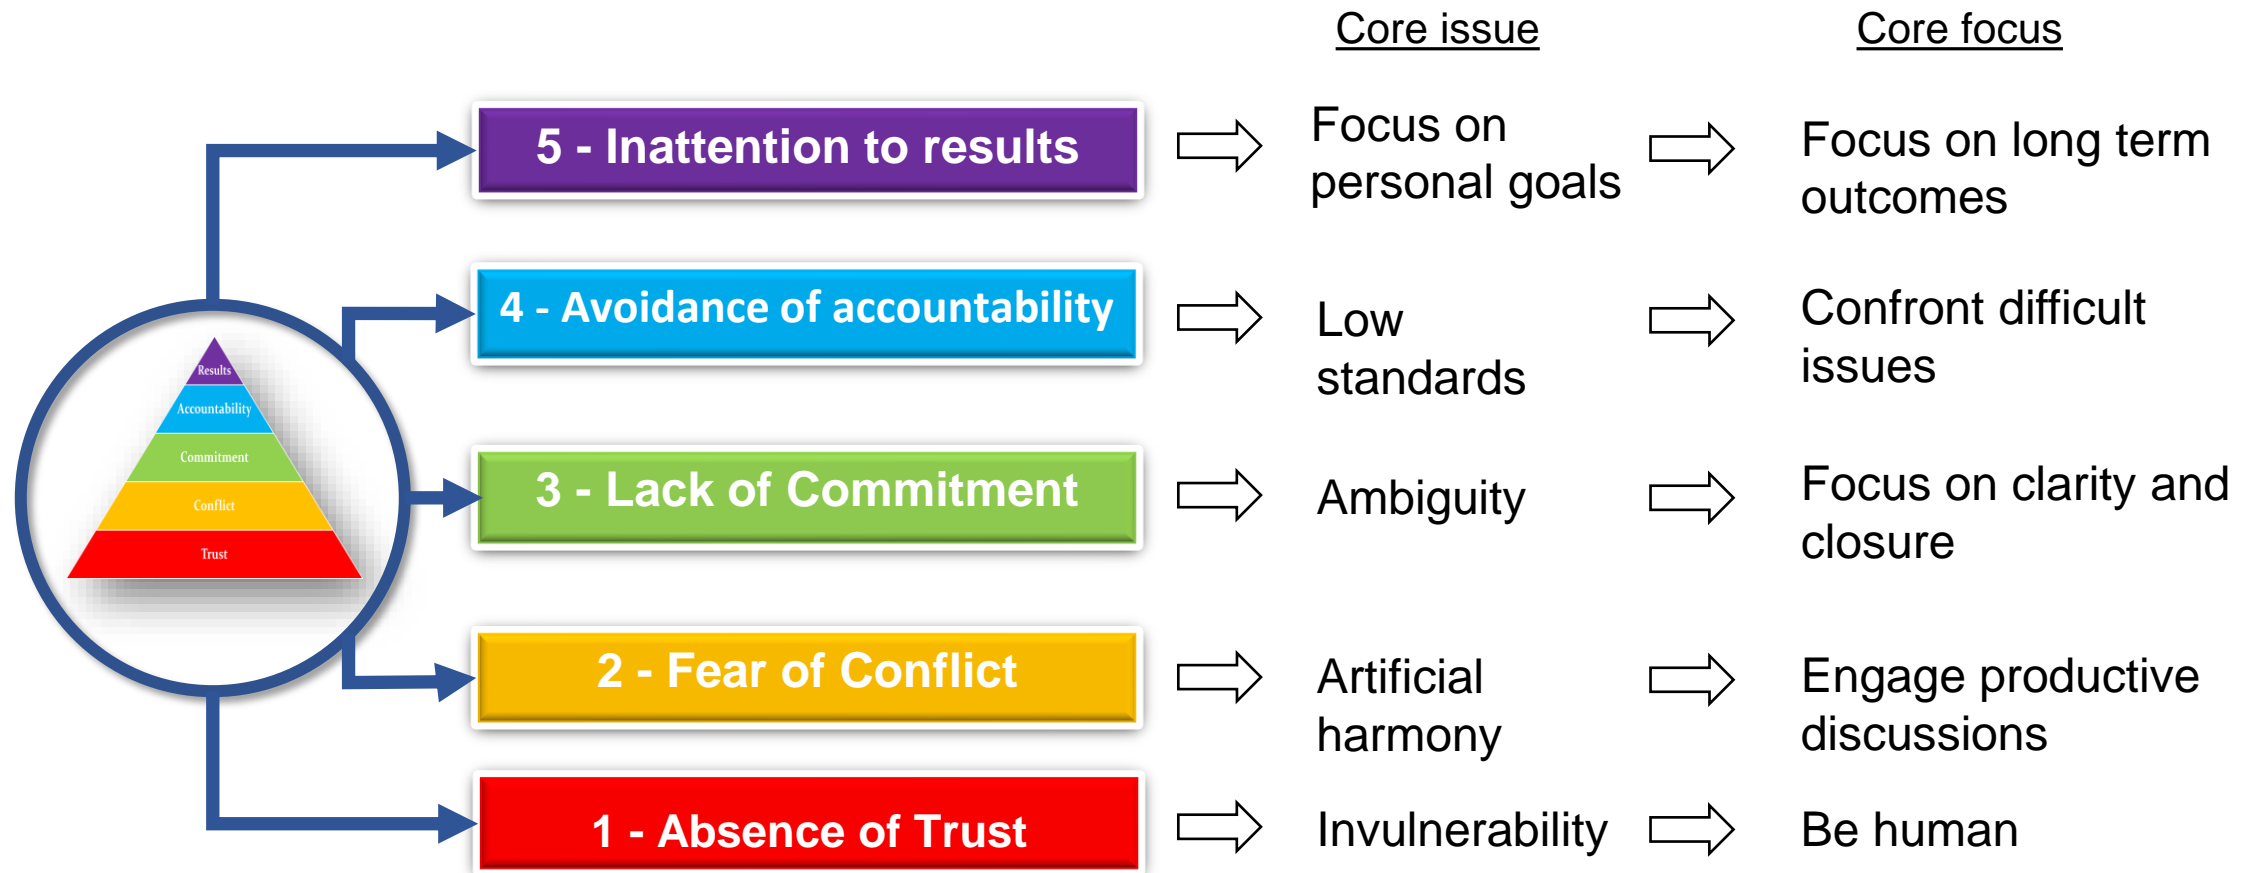 Core issue
Core focus
5 - Inattention to results
Focus on
personal goals
Focus on long term
outcomes
4 - Avoidance of accountability
Low
standards
Confront difficult
issues
3 - Lack of Commitment
Ambiguity
Focus on clarity and
closure
2 - Fear of Conflict
Artificial
harmony
Engage productive
discussions
1 - Absence of Trust
Invulnerability
Be human
Results
Accountability
Commitment
Conflict
Trust